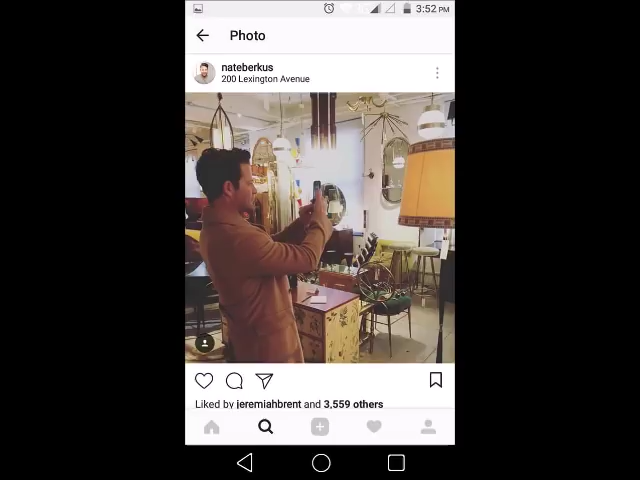 3:52 PM
Photo
nateberkus
200 Lexington Avenue
Liked by jeremiahbrent and 3,559 others